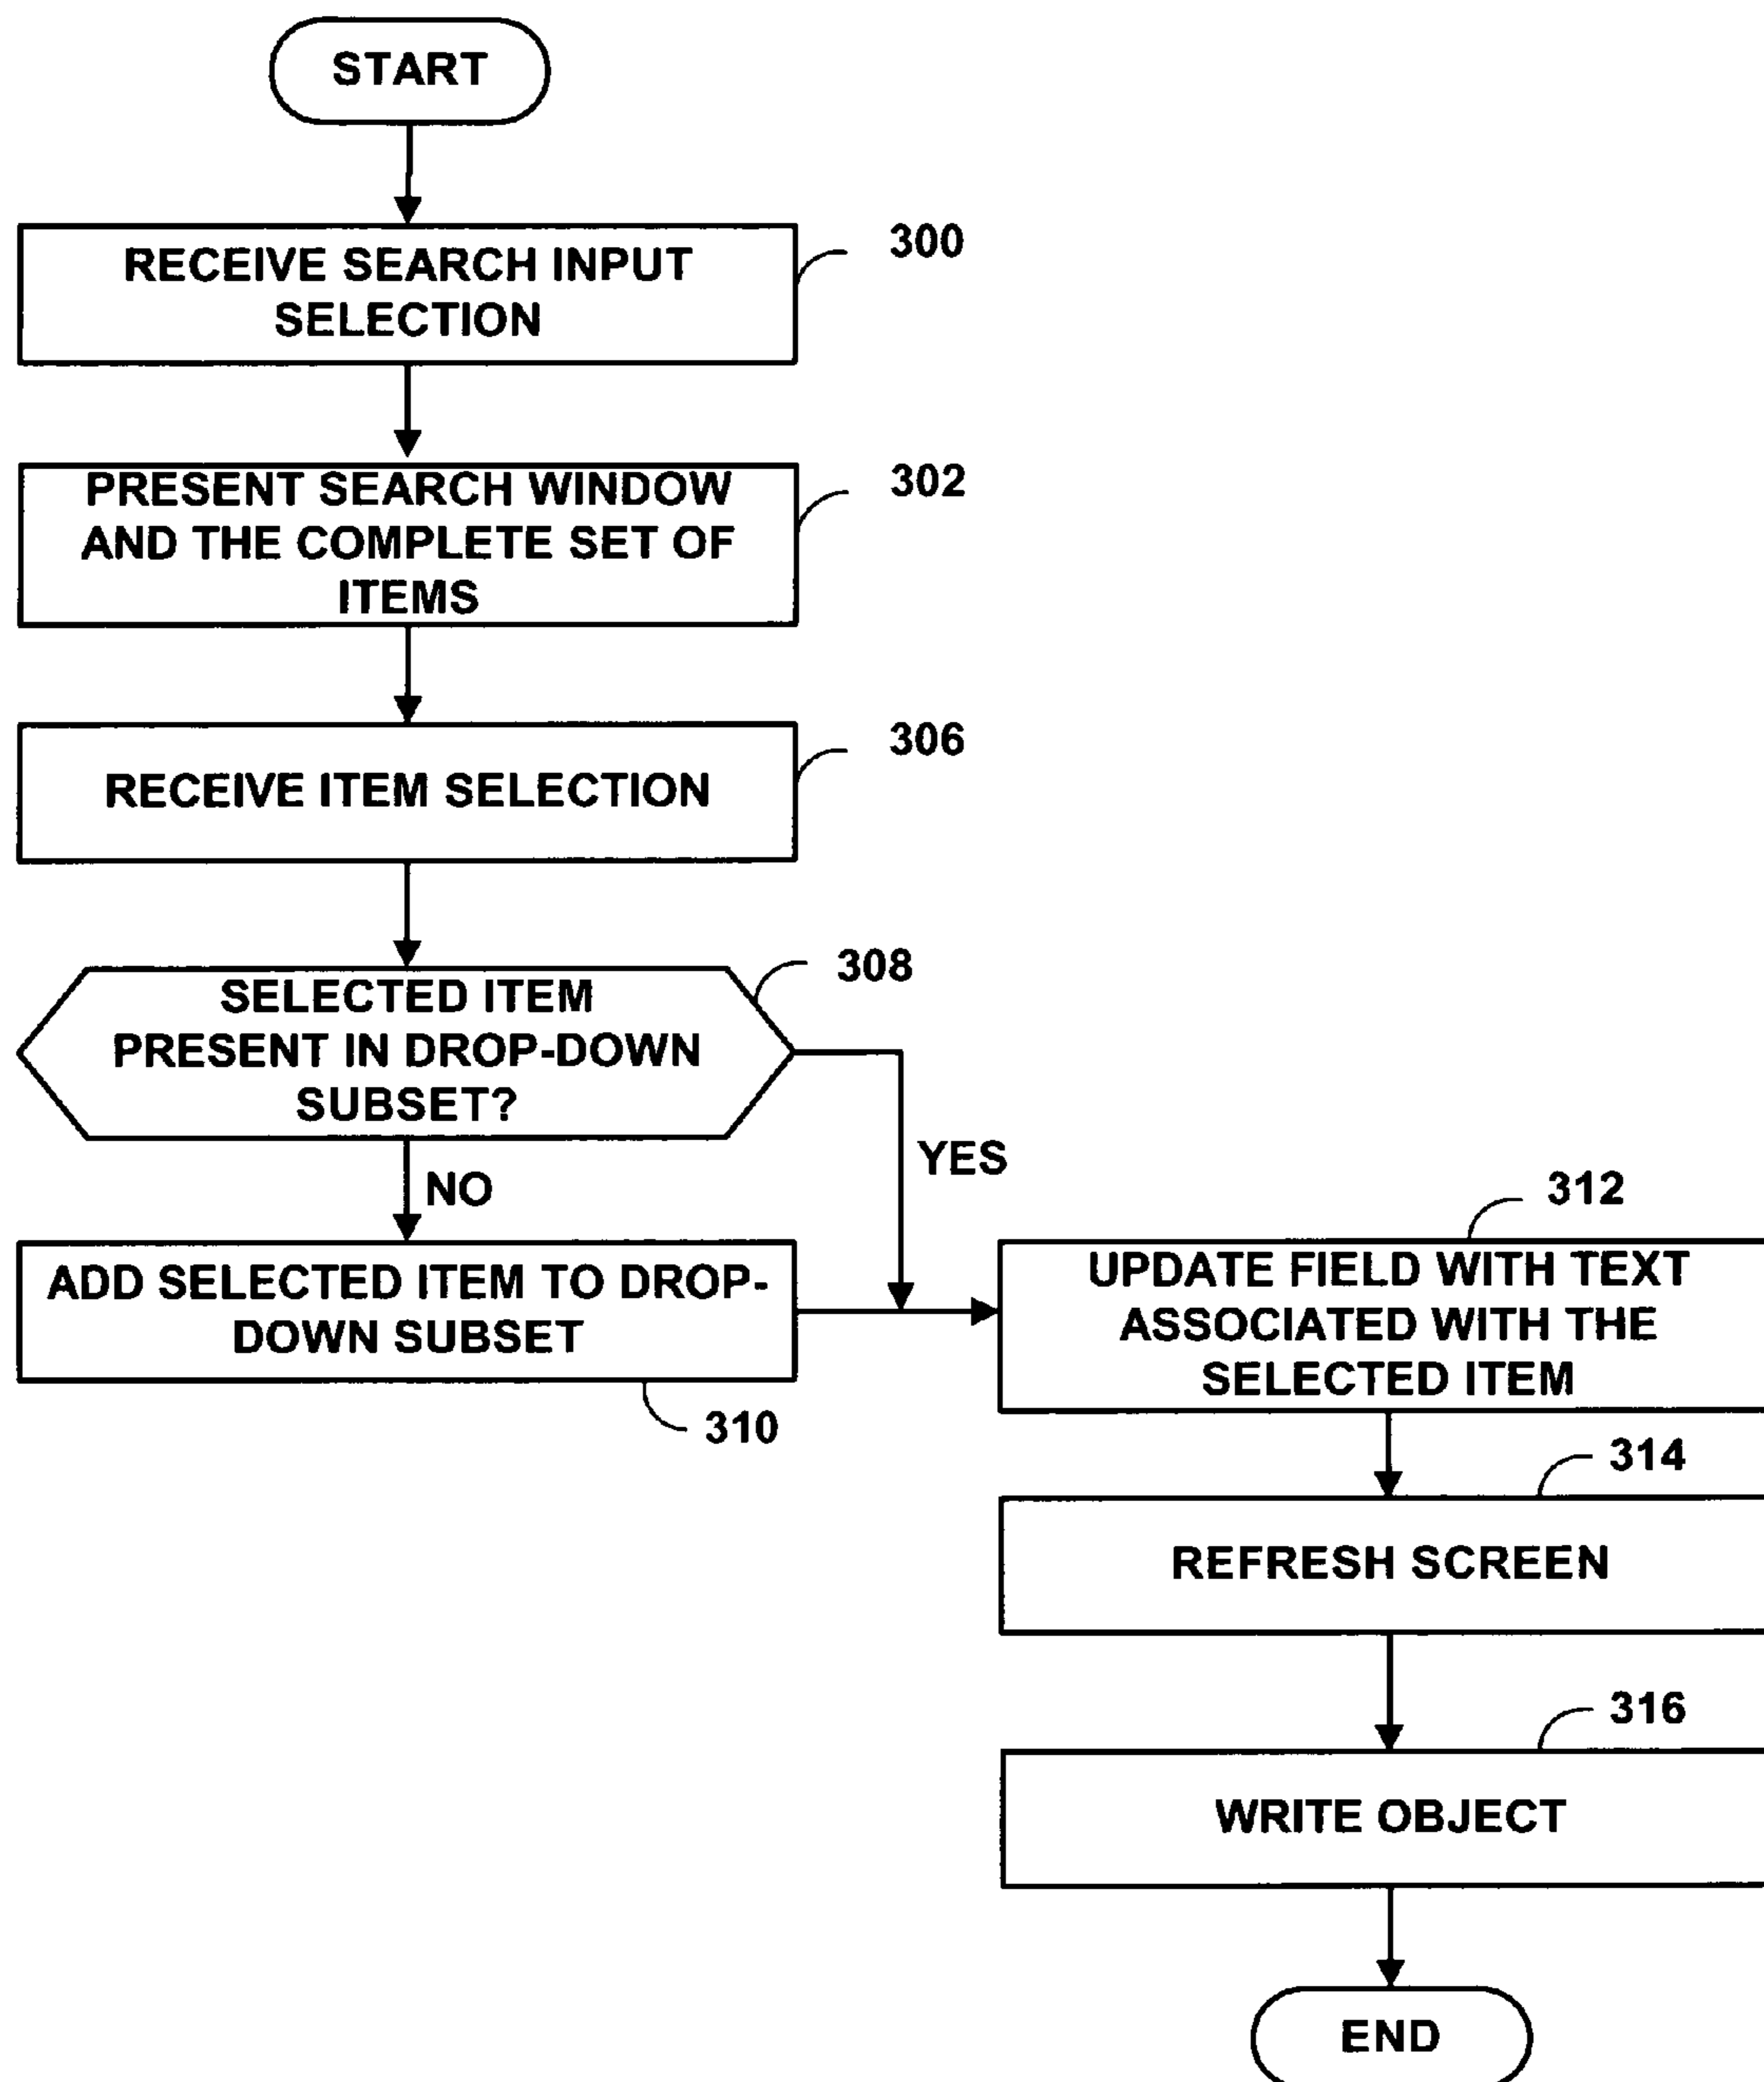 START
RECEIVE SEARCH INPUT
SELECTION
300
PRESENT SEARCH WINDOW
AND THE COMPLETE SET OF
ITEMS
302
RECEIVE ITEM SELECTION
306
SELECTED ITEM
PRESENT IN DROP-DOWN
SUBSET?
308
YES
NO
ADD SELECTED ITEM TO DROP-
DOWN SUBSET
310
312
UPDATE FIELD WITH TEXT
ASSOCIATED WITH THE
SELECTED ITEM
314
REFRESH SCREEN
316
WRITE OBJECT
END